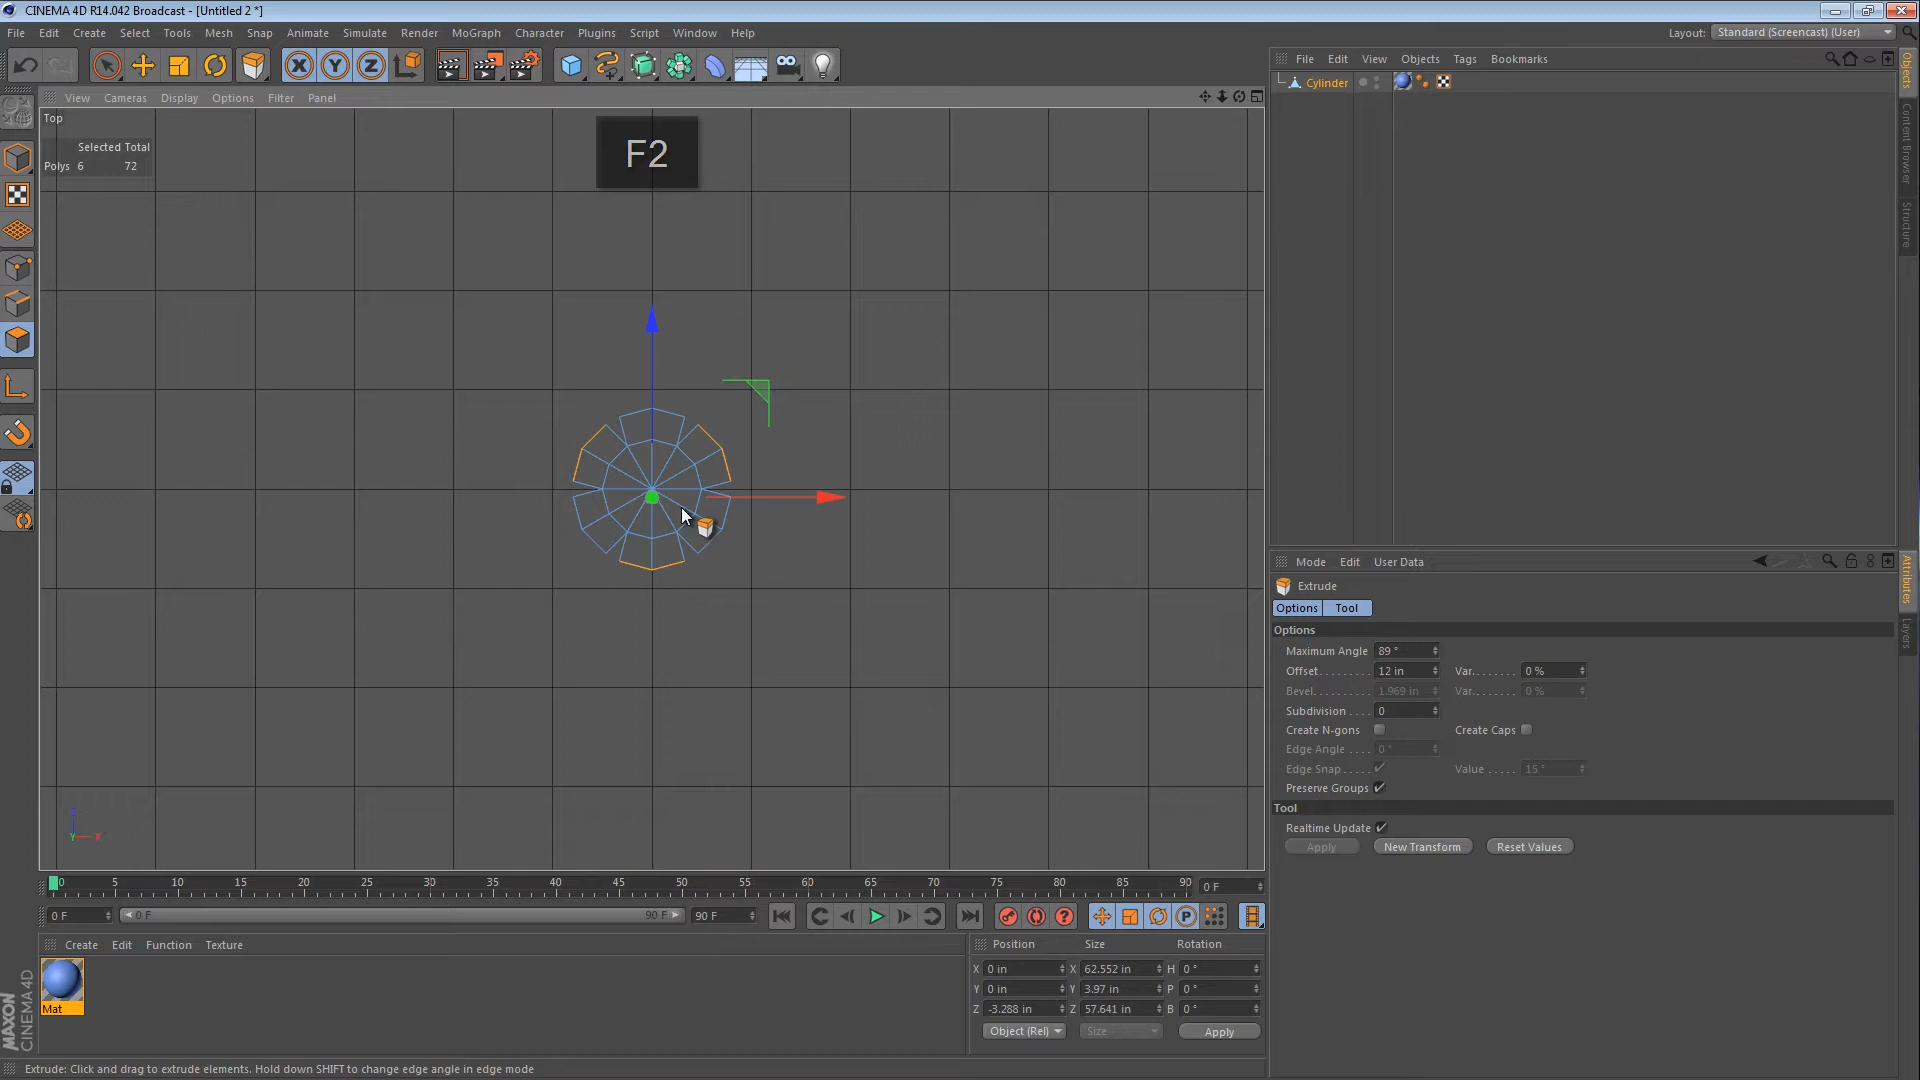 CINEMA 4D R14.042 Broadcast - [Untitled 2 *]
File Edit Create Select Tools Mesh Snap Animate Simulate Render MoGraph Character Plugins Script Window Help
Layout: Standard (Screencast) (User)
File Edit View Objects Tags Bookmarks
Cylinder
Objects
Content Browser
Structure
View Cameras Display Options Filter Panel
Top
Selected Total
Polys 6 72
F2
Y X
Mode Edit User Data
Extrude
Options Tool
Options
Maximum Angle 89 °
Offset........ 12 in Var....... 0 %
Bevel......... 1.969 in Var....... 0 %
Subdivision .... 0
Create N-gons Create Caps
Edge Angle .... 0 °
Edge Snap ..... Value ..... 15 °
Preserve Groups
Tool
Realtime Update
Apply New Transform Reset Values
Attributes
Layers
0 5 10 15 20 25 30 35 40 45 50 55 60 65 70 75 80 85 90 0 F
0 F 0 F 90 F 90 F
P
Create Edit Function Texture
Mat
MAXON
CINEMA 4D
Position Size Rotation
X 0 in X 62.552 in H 0 °
Y 0 in Y 3.97 in P 0 °
Z -3.288 in Z 57.641 in B 0 °
Object (Rel) Size Apply
Extrude: Click and drag to extrude elements. Hold down SHIFT to change edge angle in edge mode